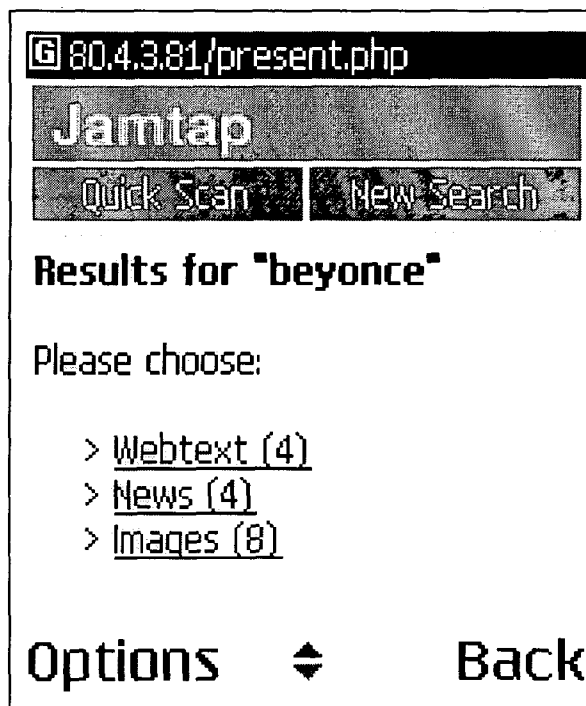 G 80.4.3.81/present.php
Jamtap
Quick Scan New Search
Results for "beyonce"
Please choose:
> Webtext (4)
> News (4)
> Images (8)
Options Back